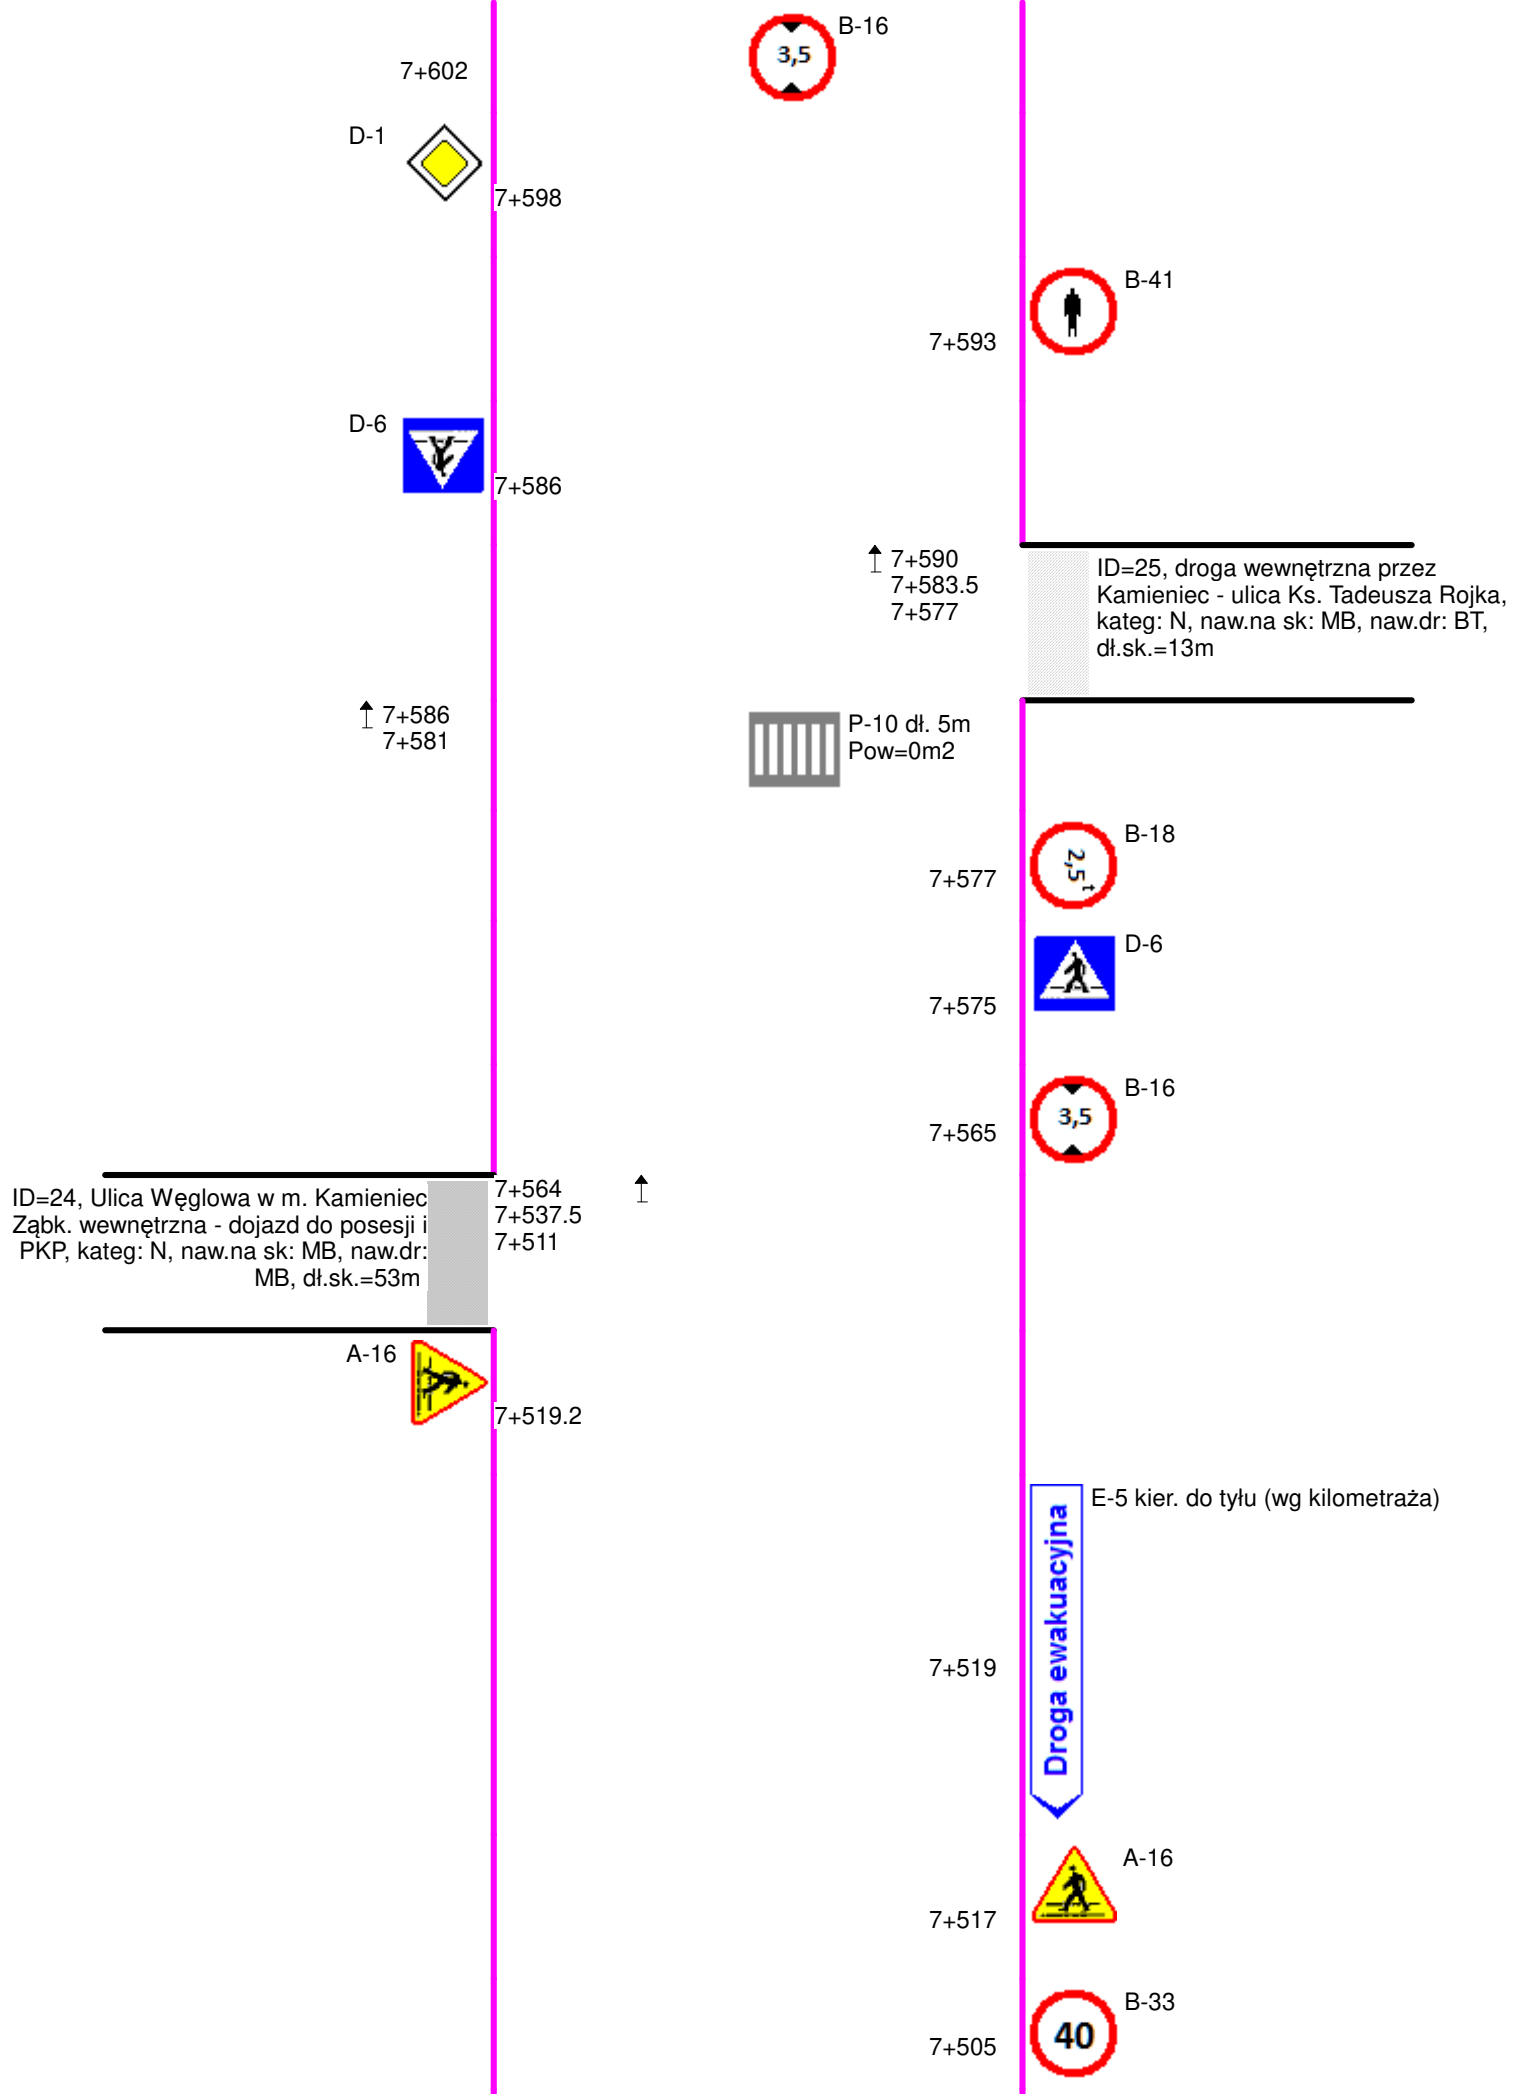 B-16
3,5
7+602
D-1
7+598
B-41
7+593
D-6
7+586
7+590
7+583.5
7+577
ID=25, droga wewnętrzna przez
Kamieniec - ulica Ks. Tadeusza Rojka,
kateg: N, naw.na sk: MB, naw.dr: BT,
dł.sk.=13m
7+586
7+581
P-10 dł. 5m
Pow=0m2
B-18
2,5t
7+577
D-6
7+575
B-16
3,5
7+565
ID=24, Ulica Węglowa w m. Kamieniec
Ząbk. wewnętrzna - dojazd do posesji i
PKP, kateg: N, naw.na sk: MB, naw.dr:
MB, dł.sk.=53m
7+564
7+537.5
7+511
A-16
7+519.2
E-5 kier. do tyłu (wg kilometraża)
Droga ewakuacyjna
7+519
A-16
7+517
B-33
40
7+505